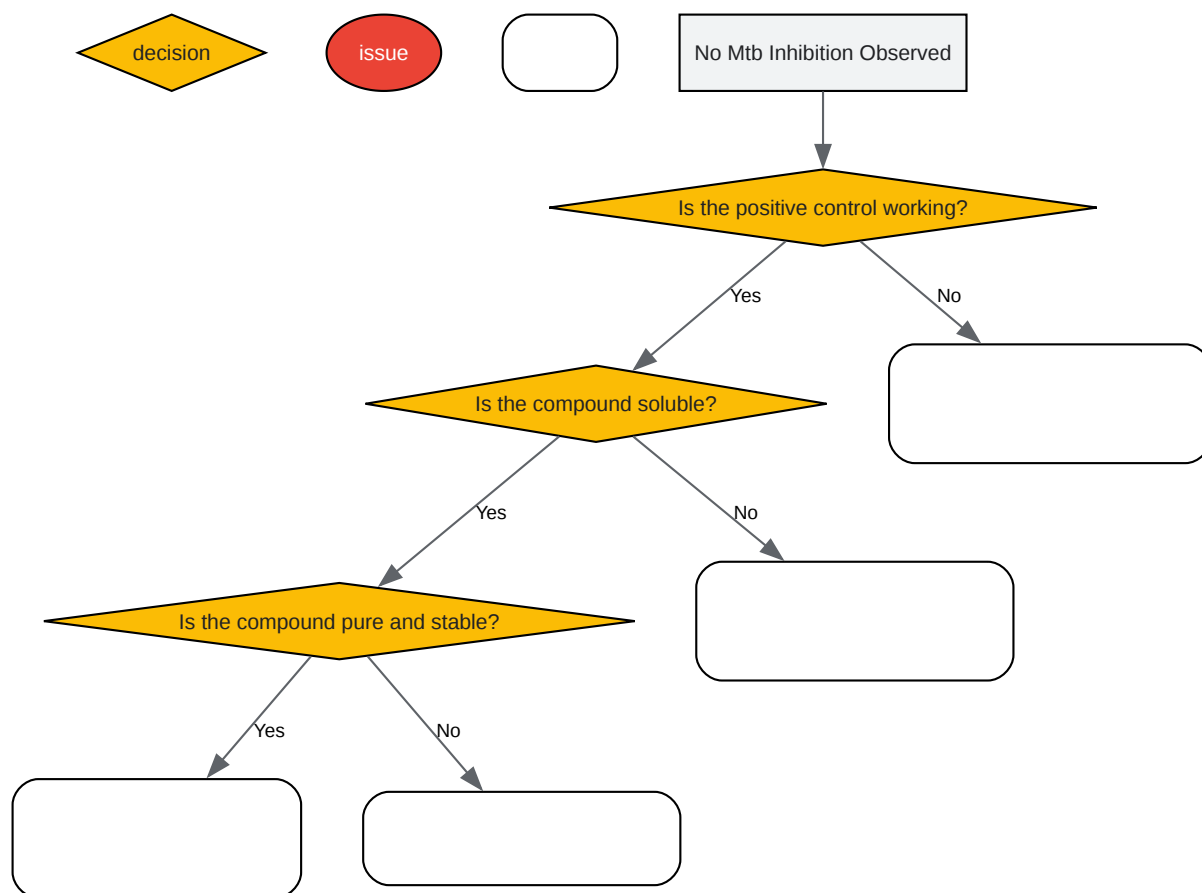 decision
issue
No Mtb Inhibition Observed
Is the positive control working?
Yes
No
Is the compound soluble?
Yes
No
Is the compound pure and stable?
Yes
No